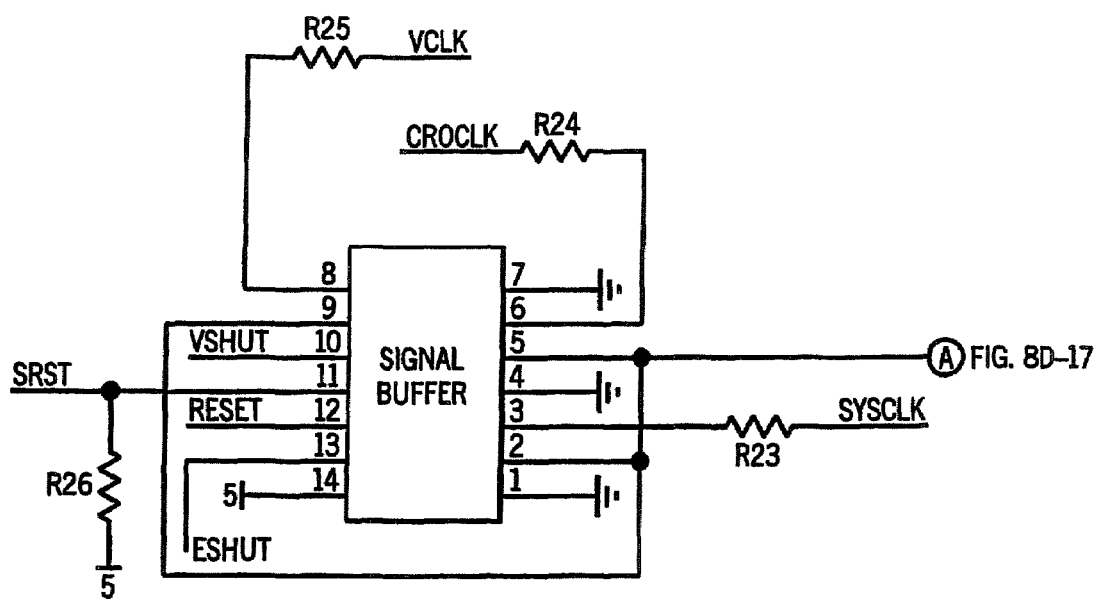 R25
VCLK
CROCLK
R24
8
7
9
6
VSHUT
10
5
SIGNAL
BUFFER
A
FIG. 8D-17
SRST
11
4
RESET
12
3
SYSCLK
R23
13
2
R26
5
14
1
ESHUT
5